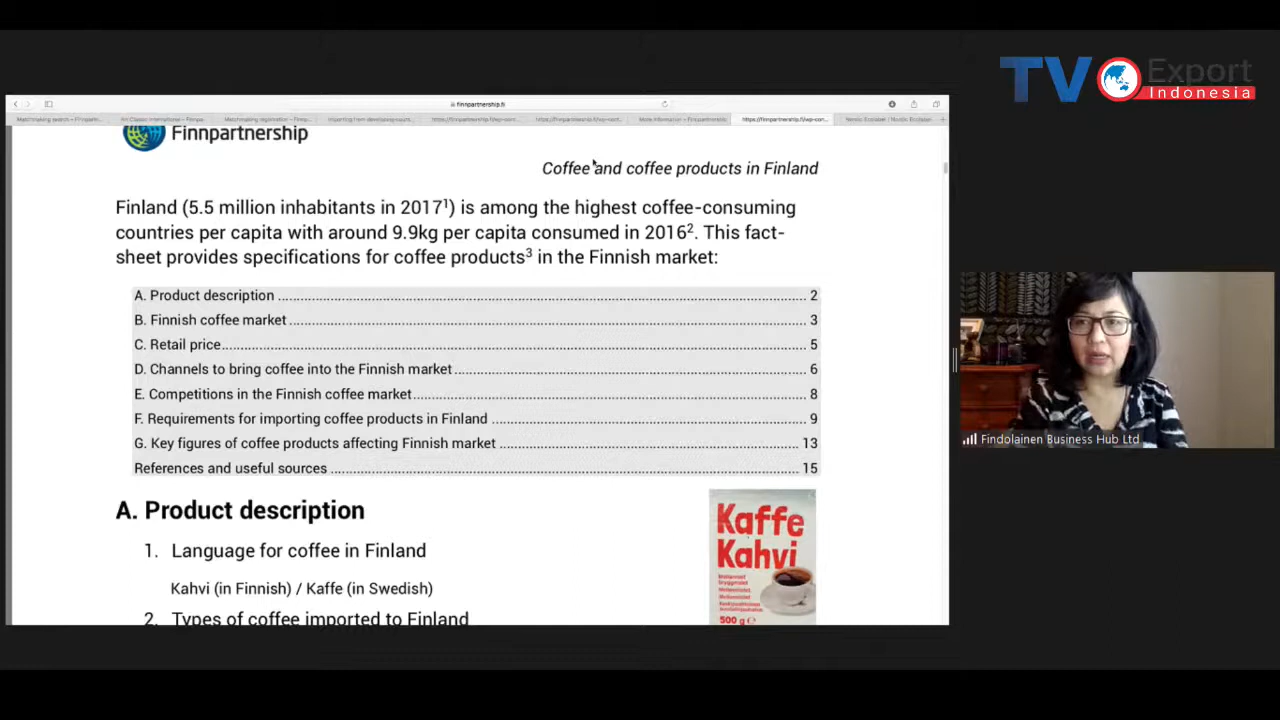 TV Export
Indonesia
finnpartnership.fi
Finnpartnership
Coffee and coffee products in Finland
Finland (5.5 million inhabitants in 2017¹) is among the highest coffee-consuming
countries per capita with around 9.9kg per capita consumed in 2016². This fact-
sheet provides specifications for coffee products³ in the Finnish market:
A. Product description 2
B. Finnish coffee market 3
C. Retail price 5
D. Channels to bring coffee into the Finnish market 6
E. Competitions in the Finnish coffee market 8
F. Requirements for importing coffee products in Finland 9
G. Key figures of coffee products affecting Finnish market 13
References and useful sources 15
A. Product description
1. Language for coffee in Finland
Kahvi (in Finnish) / Kaffe (in Swedish)
2. Types of coffee imported to Finland
Kaffe
Kahvi
500 g
Findolainen Business Hub Ltd